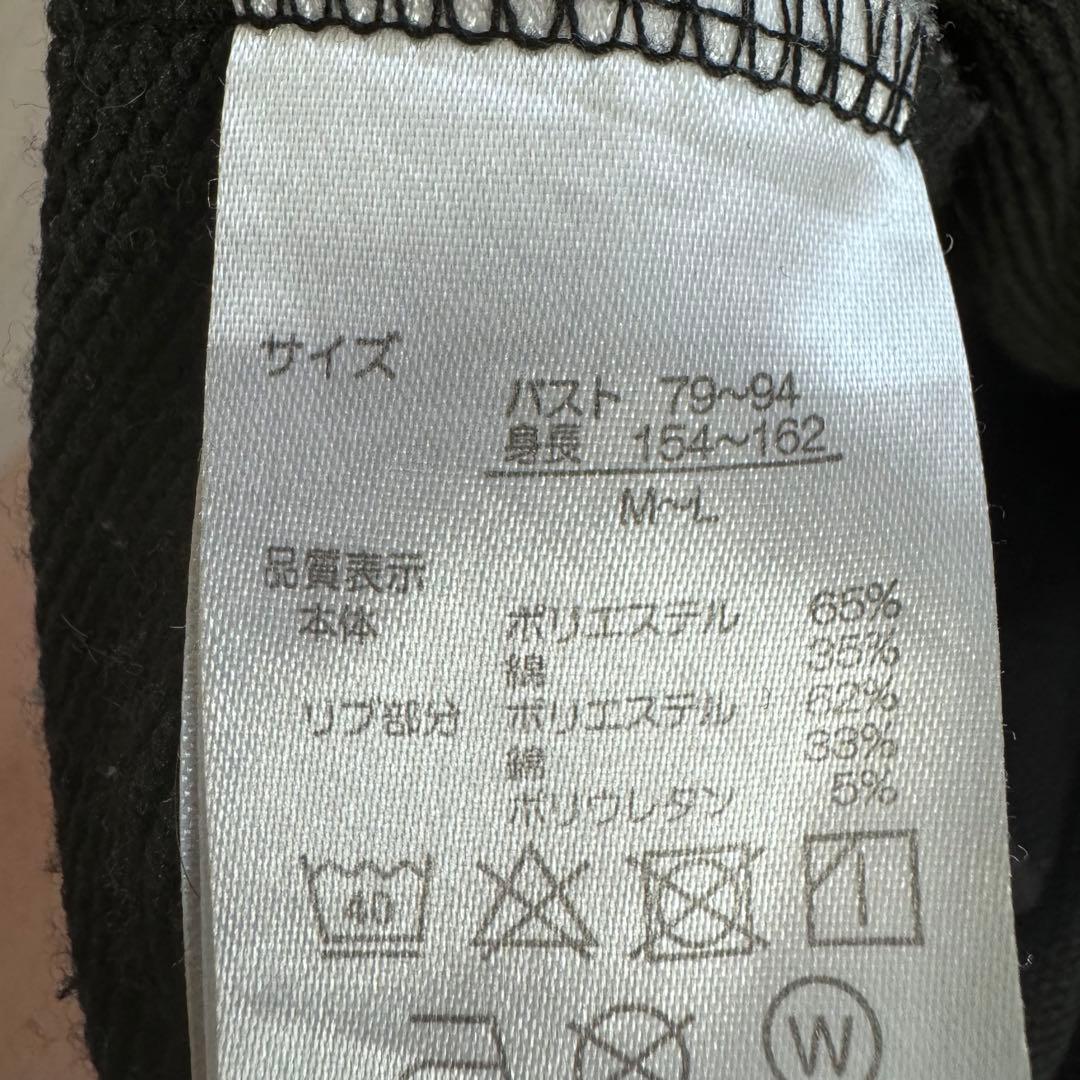 サイズ
バスト 79〜94
身長 154〜162
M〜L
品質表示
本体 ポリエステル 65%
綿 35%
リブ部分 ポリエステル 62%
綿 33%
ポリウレタン 5%
40
W